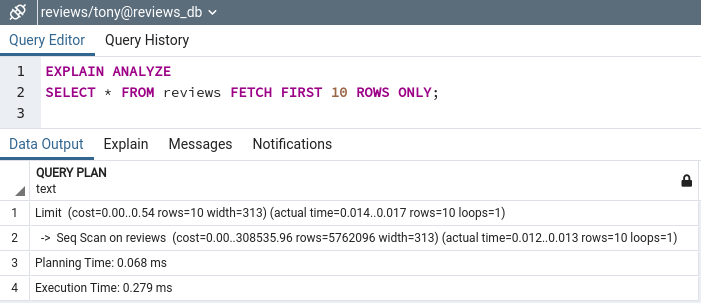 reviews/tony@reviews_db
Query Editor Query History
1 EXPLAIN ANALYZE
2 SELECT * FROM reviews FETCH FIRST 10 ROWS ONLY;
3
Data Output Explain Messages Notifications
QUERY PLAN
text
1 Limit (cost=0.00..0.54 rows=10 width=313) (actual time=0.014..0.017 rows=10 loops=1)
2 -> Seq Scan on reviews (cost=0.00..308535.96 rows=5762096 width=313) (actual time=0.012..0.013 rows=10 loops=1)
3 Planning Time: 0.068 ms
4 Execution Time: 0.279 ms